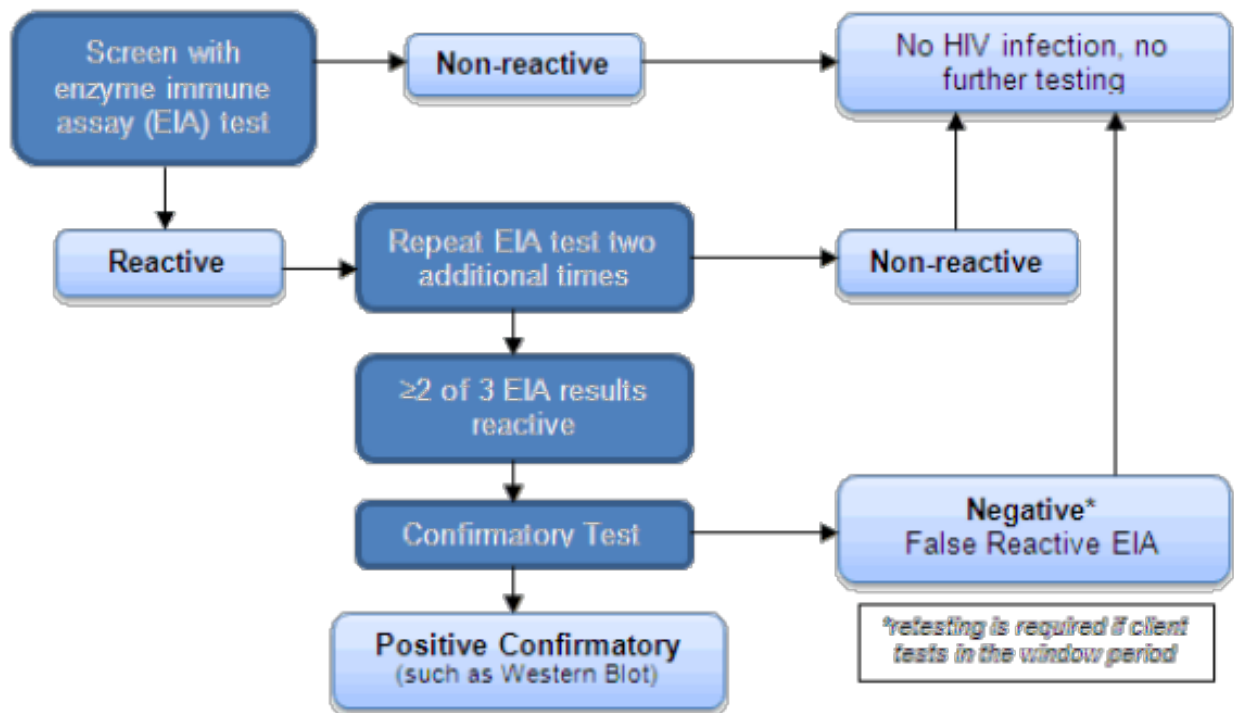 Screen with
enzyme immune
assay (EIA) test
Non-reactive
No HIV infection, no
further testing
Reactive
Repeat EIA test two
additional times
Non-reactive
≥2 of 3 EIA results
reactive
Confirmatory Test
Negative*
False Reactive EIA
Positive Confirmatory
(such as Western Blot)
*retesting is required if client
tests in the window period